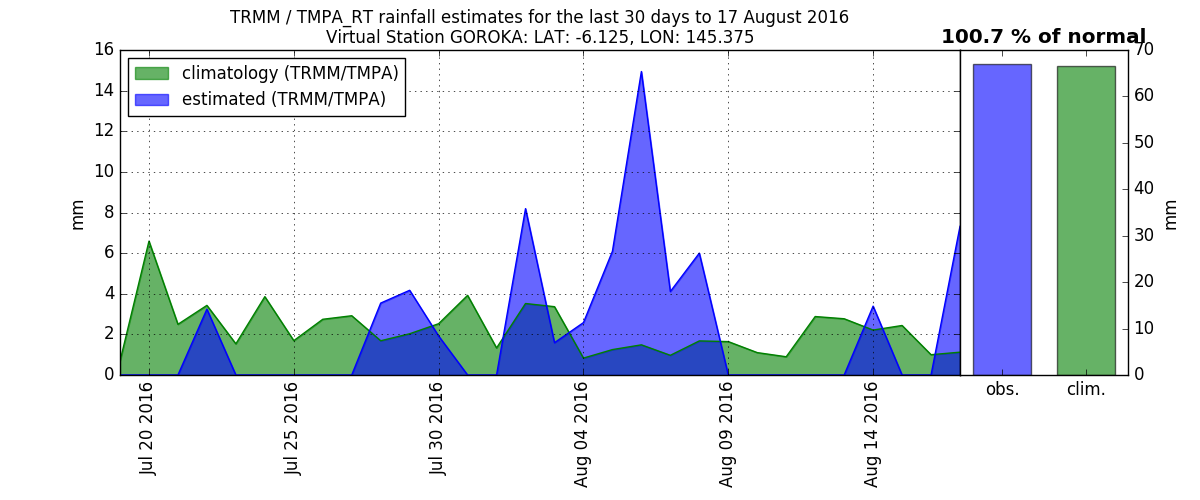 TRMM / TMPA_RT rainfall estimates for the last 30 days to 17 August 2016
Virtual Station GOROKA: LAT: -6.125, LON: 145.375
100.7 % of normal
climatology (TRMM/TMPA)
estimated (TRMM/TMPA)
16
14
12
10
8
6
4
2
0
mm
Jul 20 2016
Jul 25 2016
Jul 30 2016
Aug 04 2016
Aug 09 2016
Aug 14 2016
obs.
clim.
70
60
50
40
30
20
10
0
mm